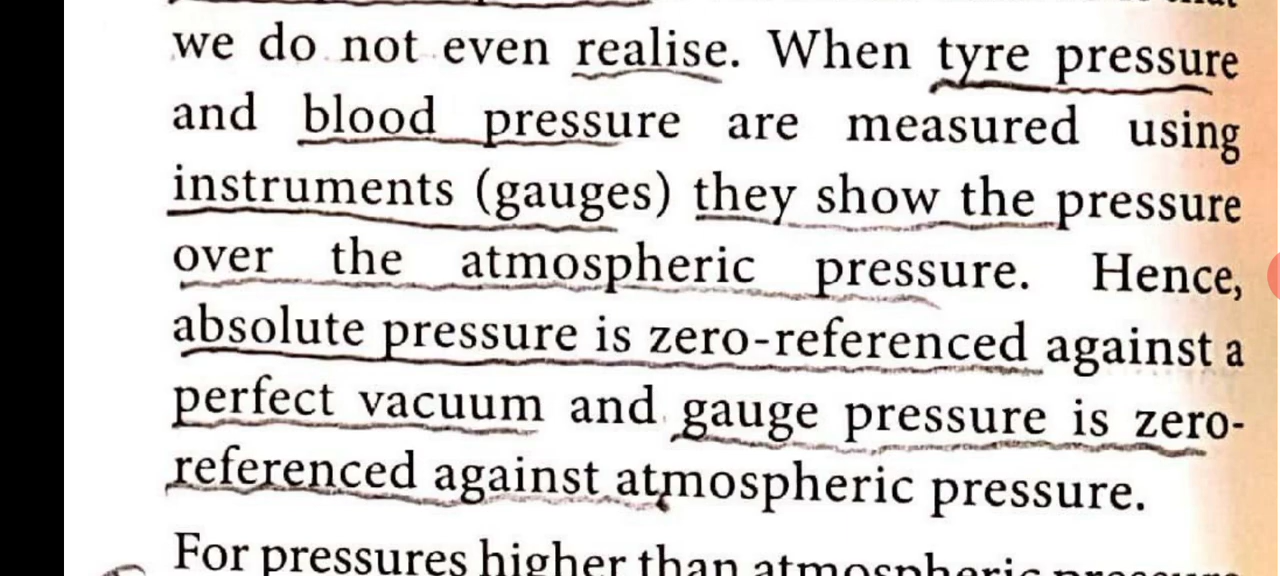 we do not even realise. When tyre pressure
and blood pressure are measured using
instruments (gauges) they show the pressure
over the atmospheric pressure. Hence,
absolute pressure is zero-referenced against a
perfect vacuum and gauge pressure is zero-
referenced against atmospheric pressure.
For pressures higher than atmospheric pressure